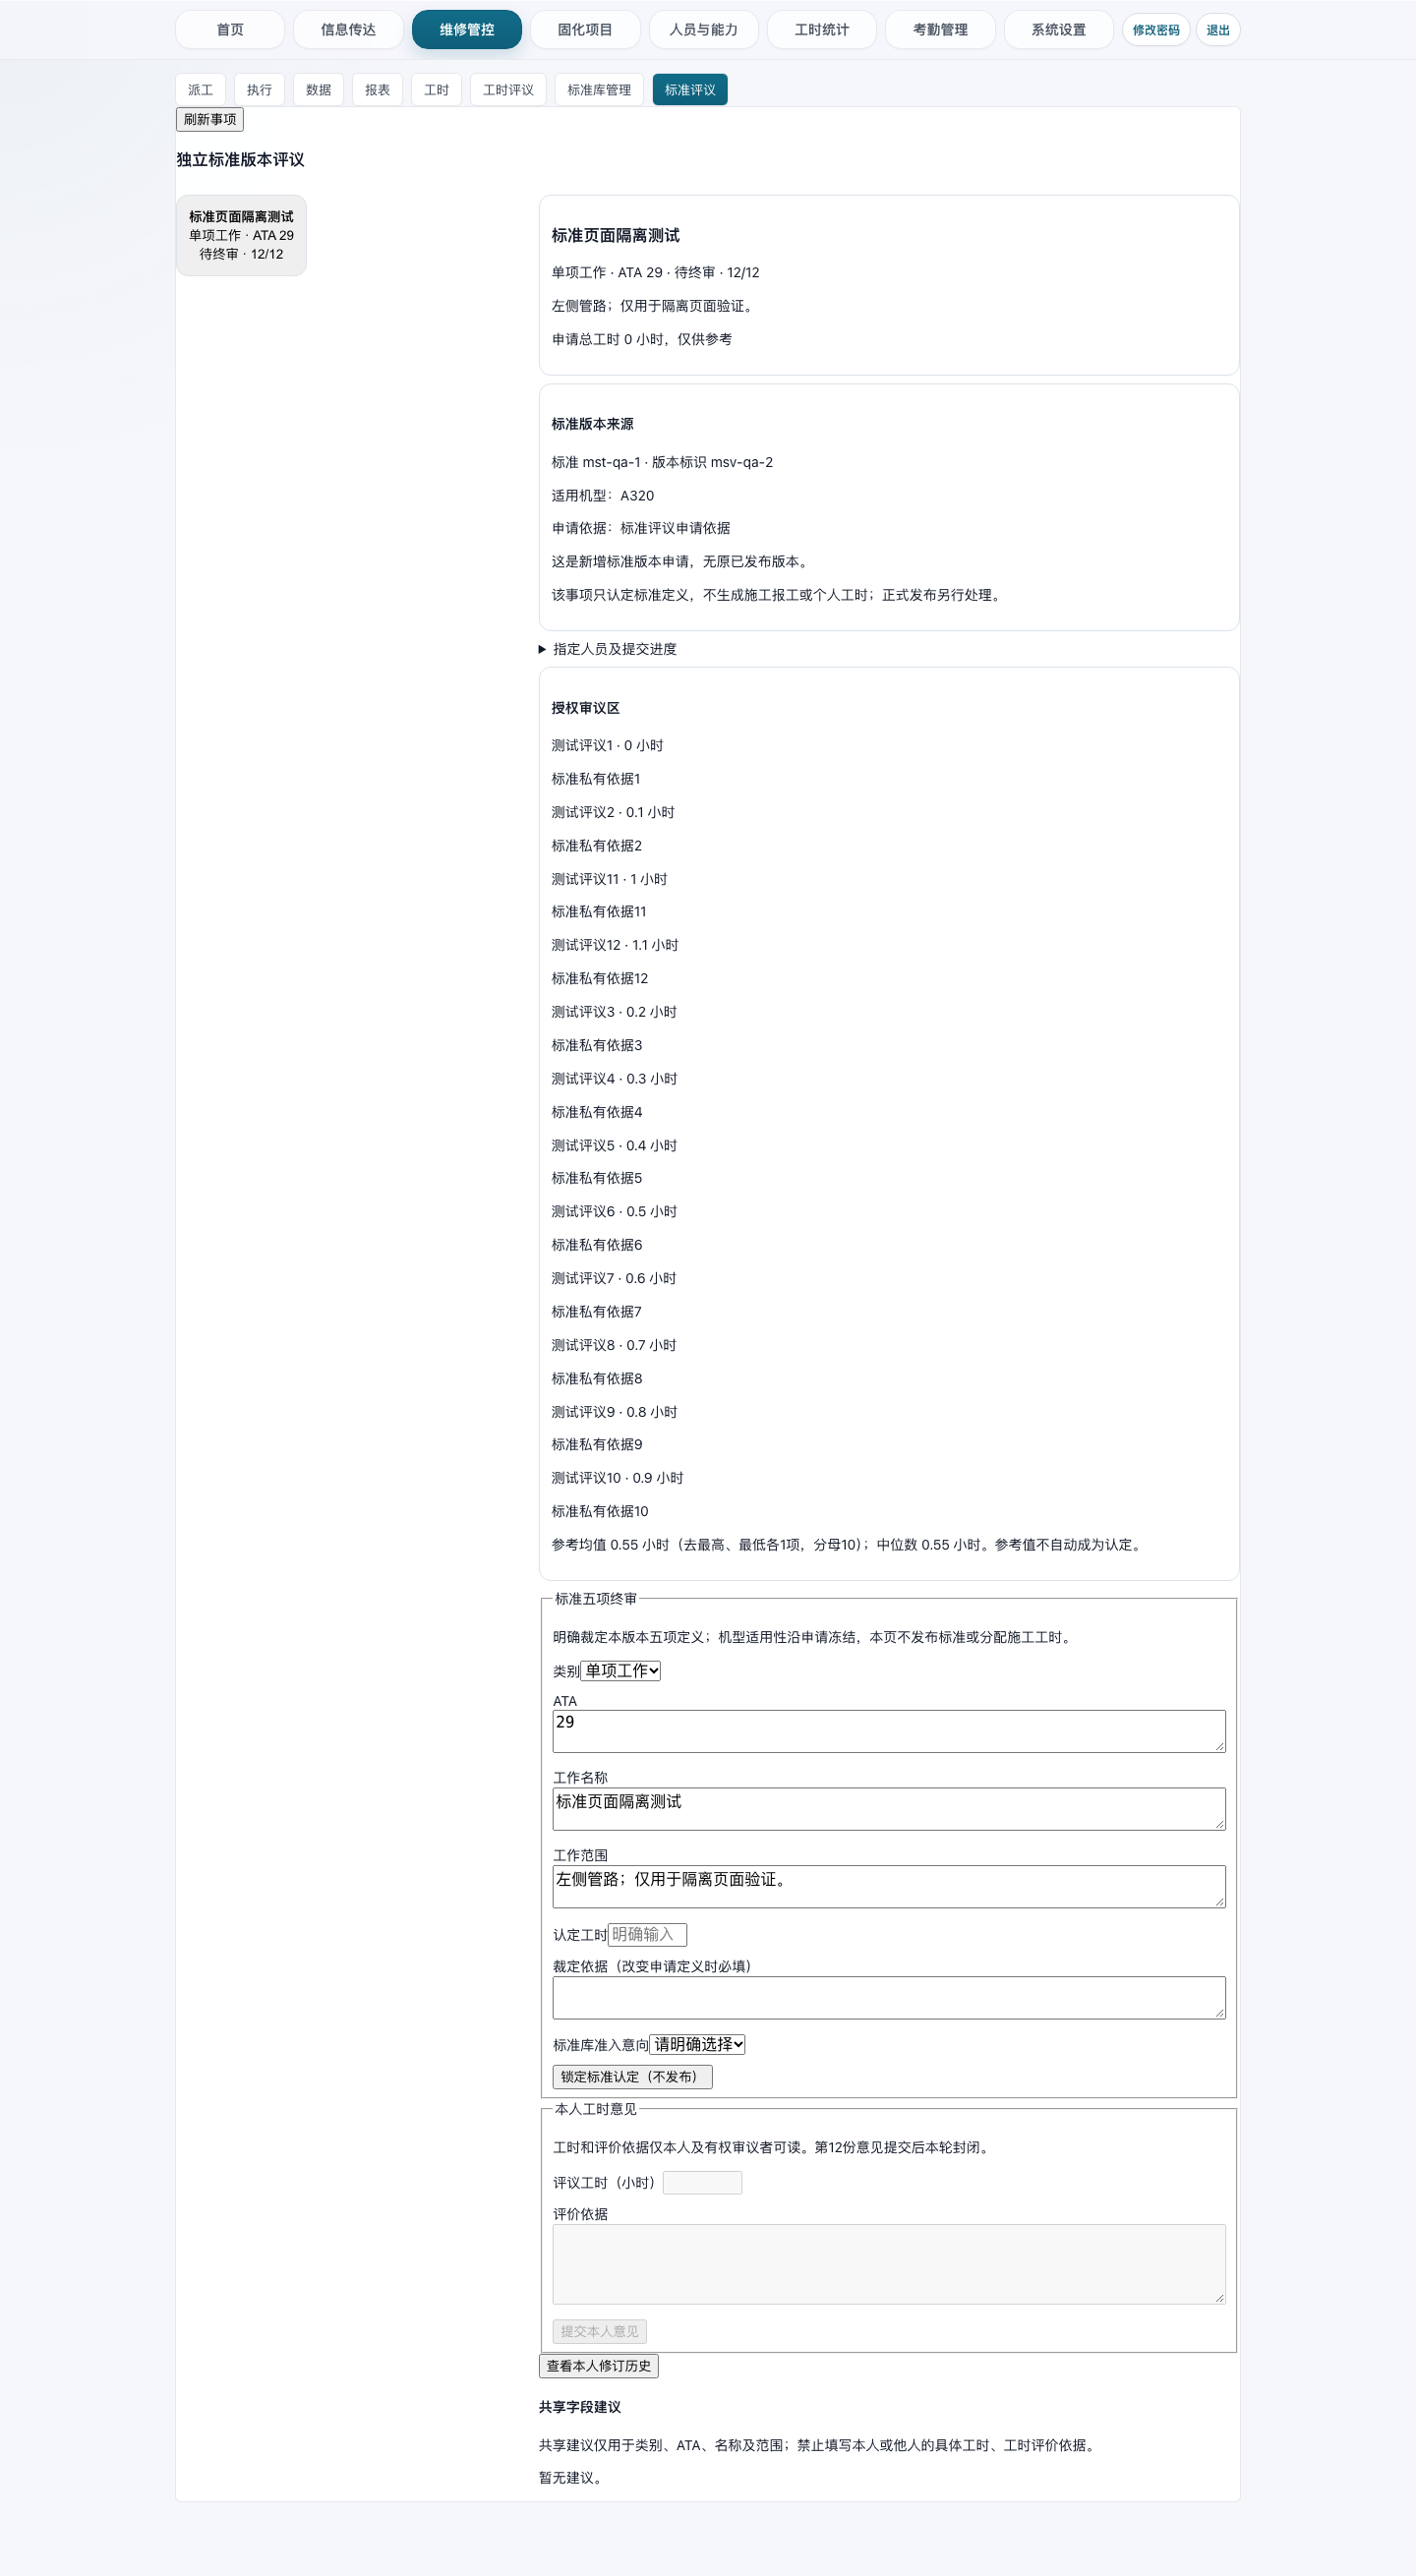 首页 信息传达 维修管控 固化项目 人员与能力 工时统计 考勤管理 系统设置 修改密码 退出
派工 执行 数据 报表 工时 工时评议 标准库管理 标准评议
刷新事项
独立标准版本评议
标准页面隔离测试
单项工作 · ATA 29
待终审 · 12/12
标准页面隔离测试
单项工作 · ATA 29 · 待终审 · 12/12
左侧管路；仅用于隔离页面验证。
申请总工时 0 小时，仅供参考
标准版本来源
标准 mst-qa-1 · 版本标识 msv-qa-2
适用机型：A320
申请依据：标准评议申请依据
这是新增标准版本申请，无原已发布版本。
该事项只认定标准定义，不生成施工报工或个人工时；正式发布另行处理。
▶ 指定人员及提交进度
授权审议区
测试评议1 · 0 小时
标准私有依据1
测试评议2 · 0.1 小时
标准私有依据2
测试评议11 · 1 小时
标准私有依据11
测试评议12 · 1.1 小时
标准私有依据12
测试评议3 · 0.2 小时
标准私有依据3
测试评议4 · 0.3 小时
标准私有依据4
测试评议5 · 0.4 小时
标准私有依据5
测试评议6 · 0.5 小时
标准私有依据6
测试评议7 · 0.6 小时
标准私有依据7
测试评议8 · 0.7 小时
标准私有依据8
测试评议9 · 0.8 小时
标准私有依据9
测试评议10 · 0.9 小时
标准私有依据10
参考均值 0.55 小时（去最高、最低各1项，分母10）；中位数 0.55 小时。参考值不自动成为认定。
标准五项终审
明确裁定本版本五项定义；机型适用性沿申请冻结，本页不发布标准或分配施工工时。
类别 单项工作
ATA
29
工作名称
标准页面隔离测试
工作范围
左侧管路；仅用于隔离页面验证。
认定工时 明确输入
裁定依据（改变申请定义时必填）
标准库准入意向 请明确选择
锁定标准认定（不发布）
本人工时意见
工时和评价依据仅本人及有权审议者可读。第12份意见提交后本轮封闭。
评议工时（小时）
评价依据
提交本人意见
查看本人修订历史
共享字段建议
共享建议仅用于类别、ATA、名称及范围；禁止填写本人或他人的具体工时、工时评价依据。
暂无建议。